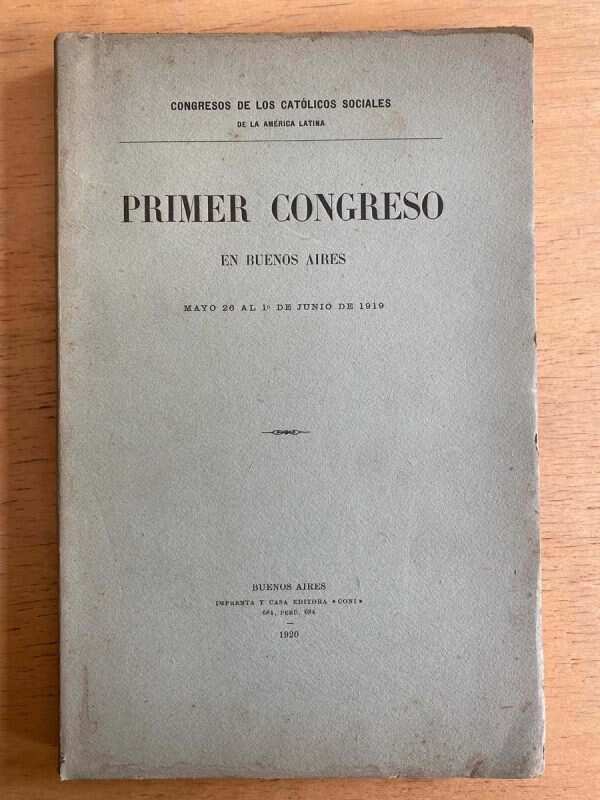 CONGRESOS DE LOS CATÓLICOS SOCIALES
DE LA AMÉRICA LATINA
PRIMER CONGRESO
EN BUENOS AIRES
MAYO 26 AL 1º DE JUNIO DE 1919
BUENOS AIRES
IMPRENTA Y CASA EDITORA «CONI»
684, PERÚ, 684
—
1920